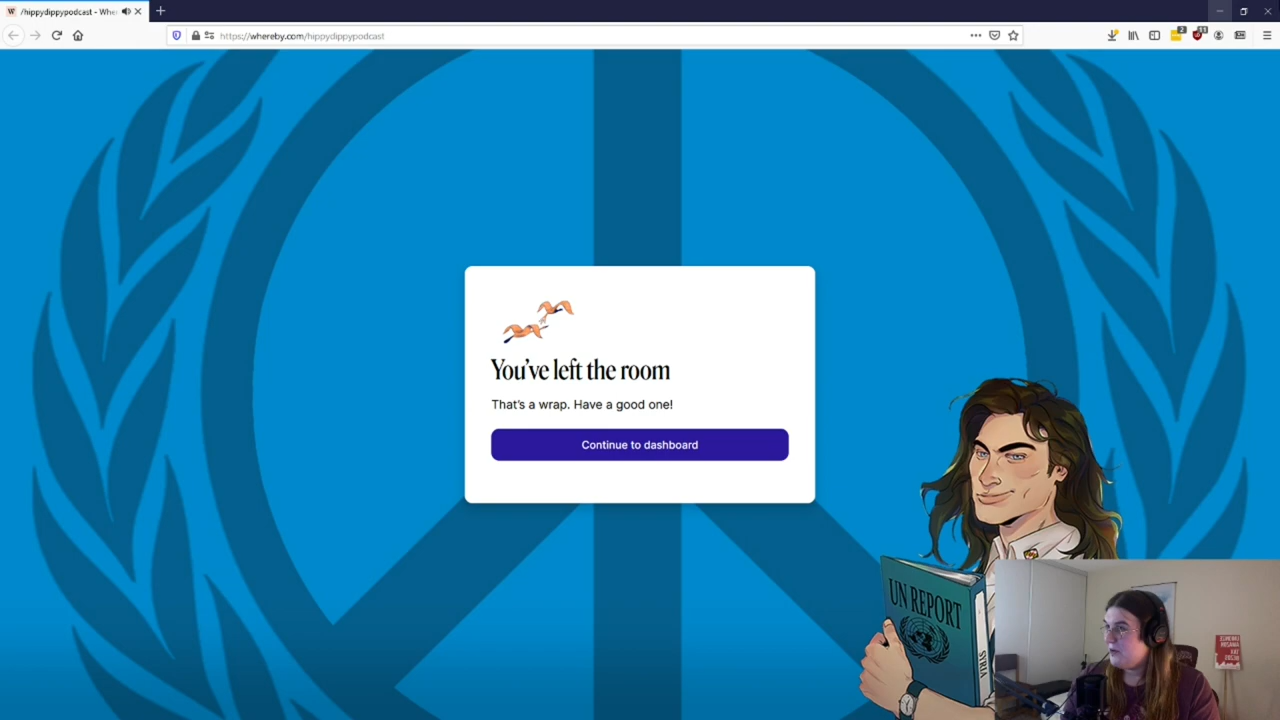 W /hippydippypodcast - Whe
https://whereby.com/hippydippypodcast
2
You've left the room
That's a wrap. Have a good one!
Continue to dashboard
UN REPORT
SYRIA